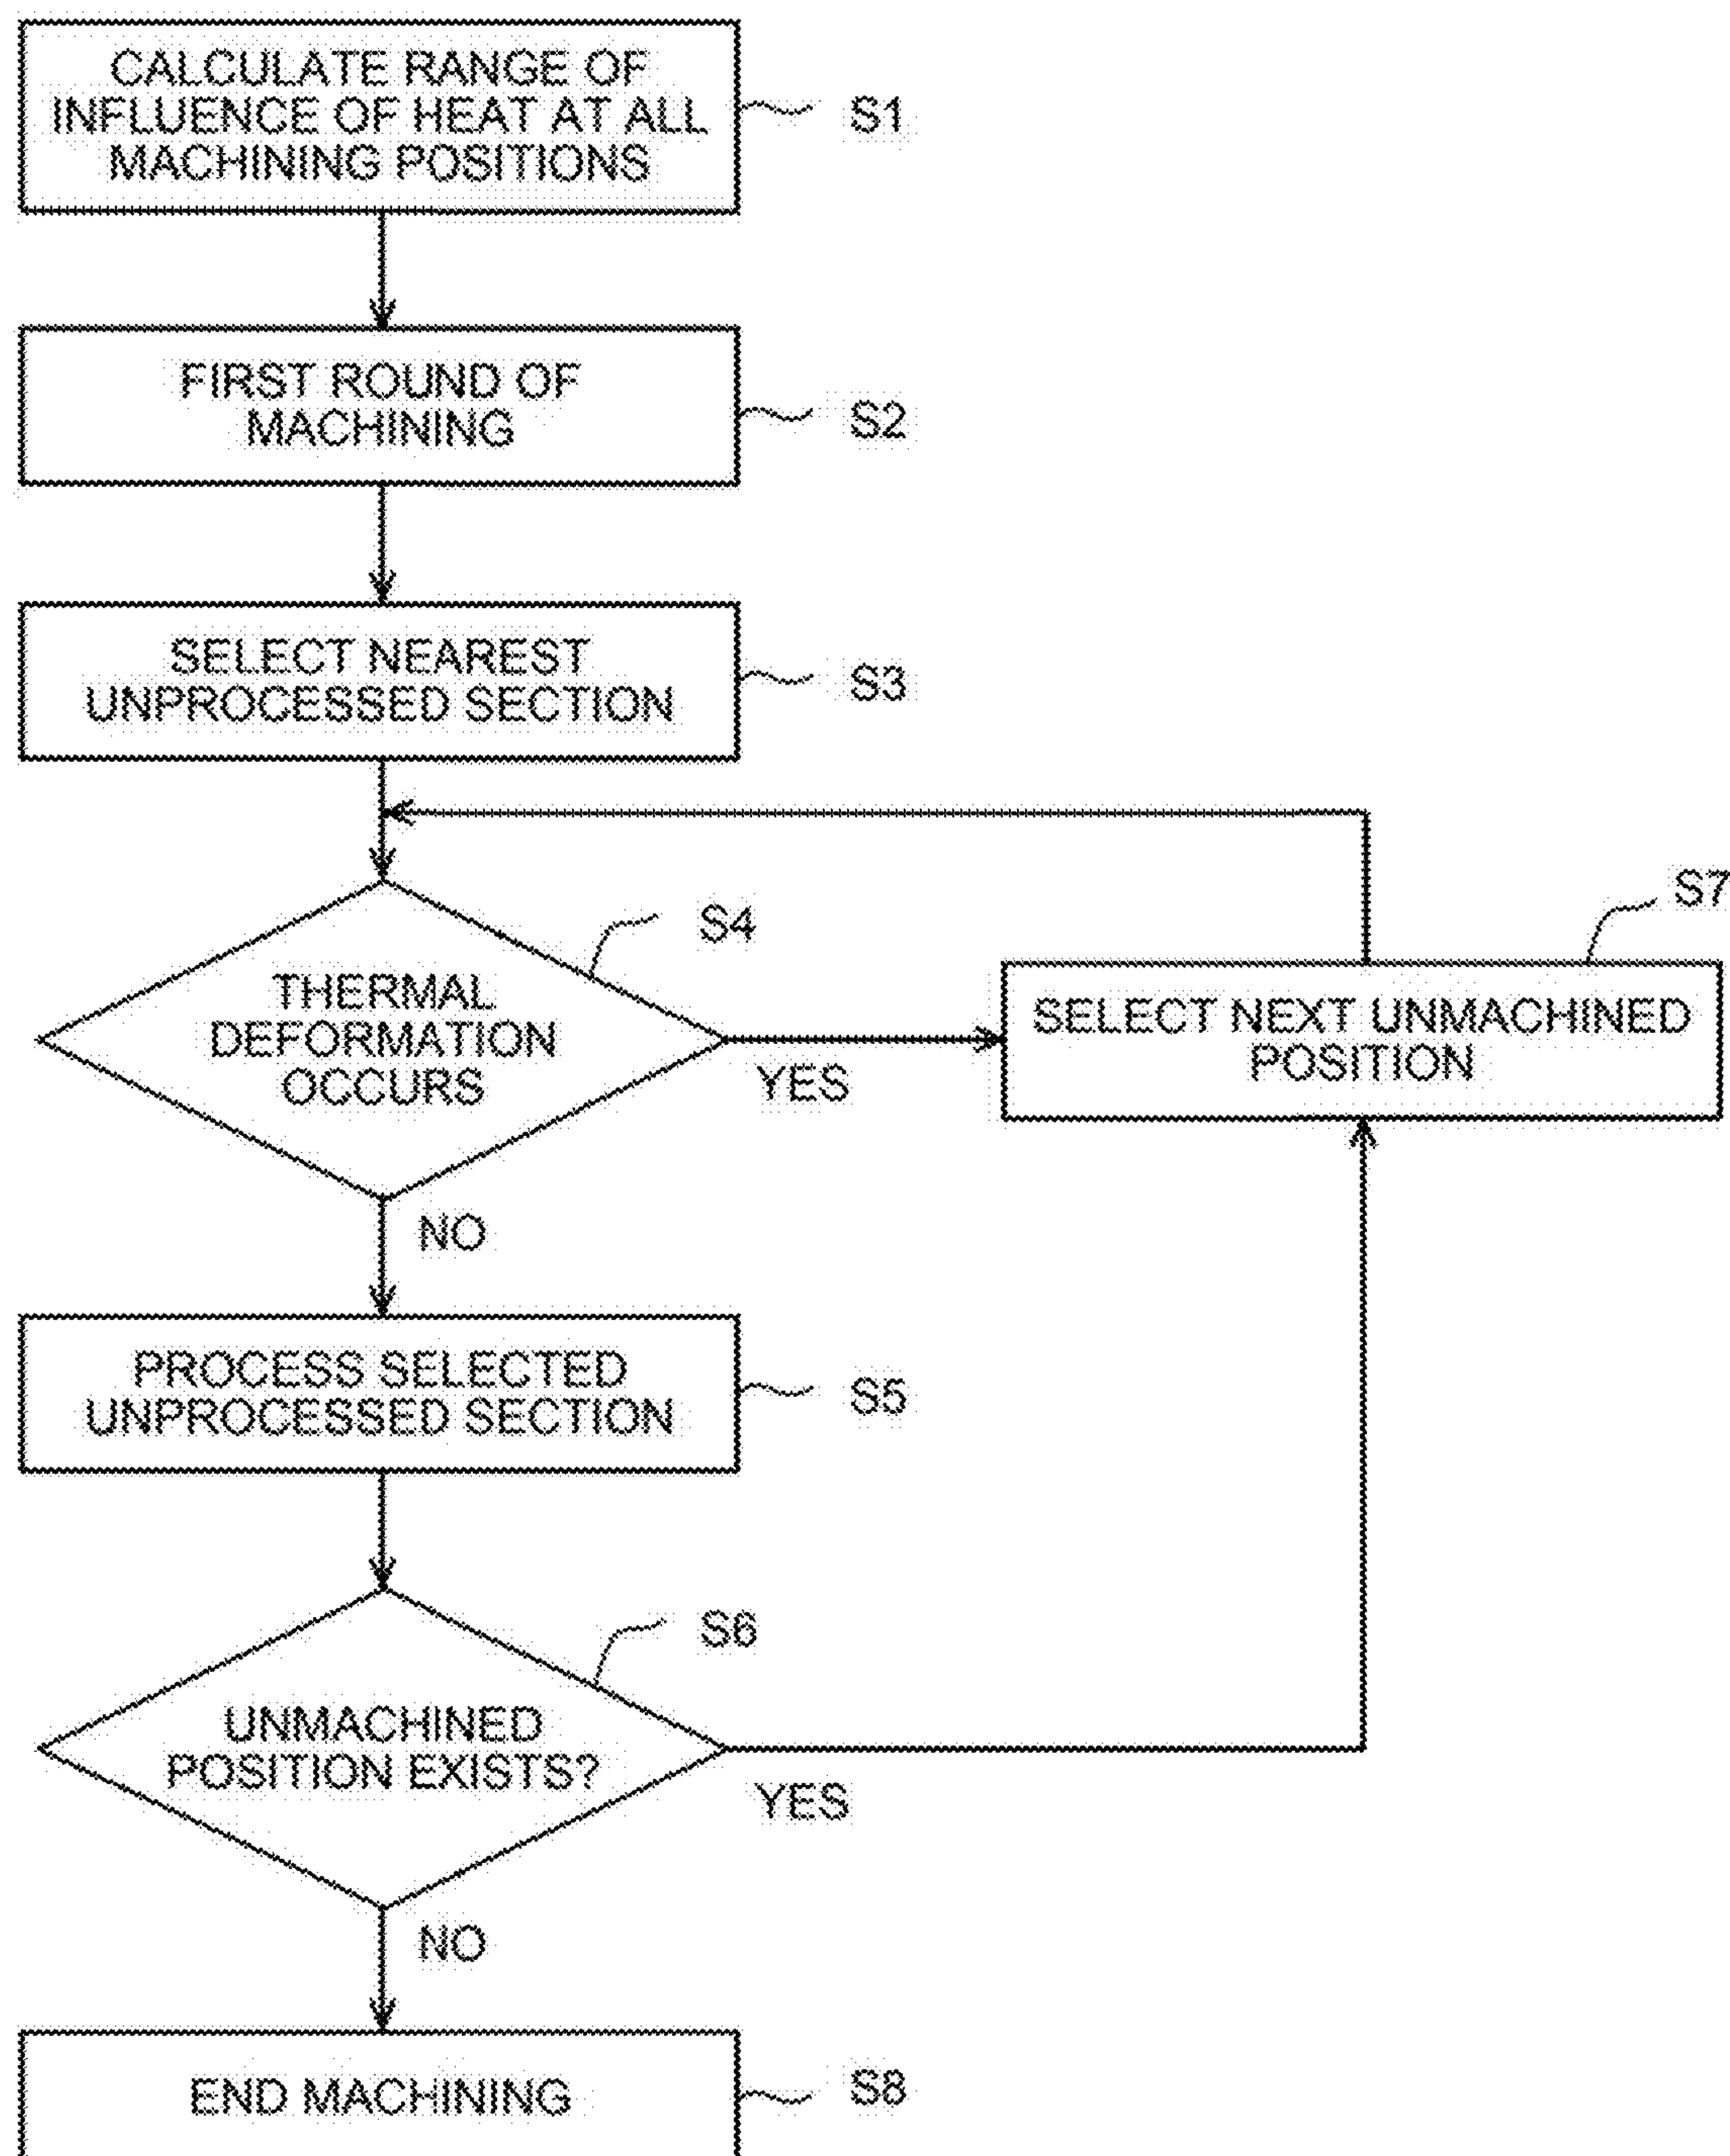 CALCULATE RANGE OF
INFLUENCE OF HEAT AT ALL
MACHINING POSITIONS
S1
FIRST ROUND OF
MACHINING
S2
SELECT NEAREST
UNPROCESSED SECTION
S3
S4
THERMAL
DEFORMATION
OCCURS
YES
S7
SELECT NEXT UNMACHINED
POSITION
NO
PROCESS SELECTED
UNPROCESSED SECTION
S5
S6
UNMACHINED
POSITION EXISTS?
YES
NO
END MACHINING
S8